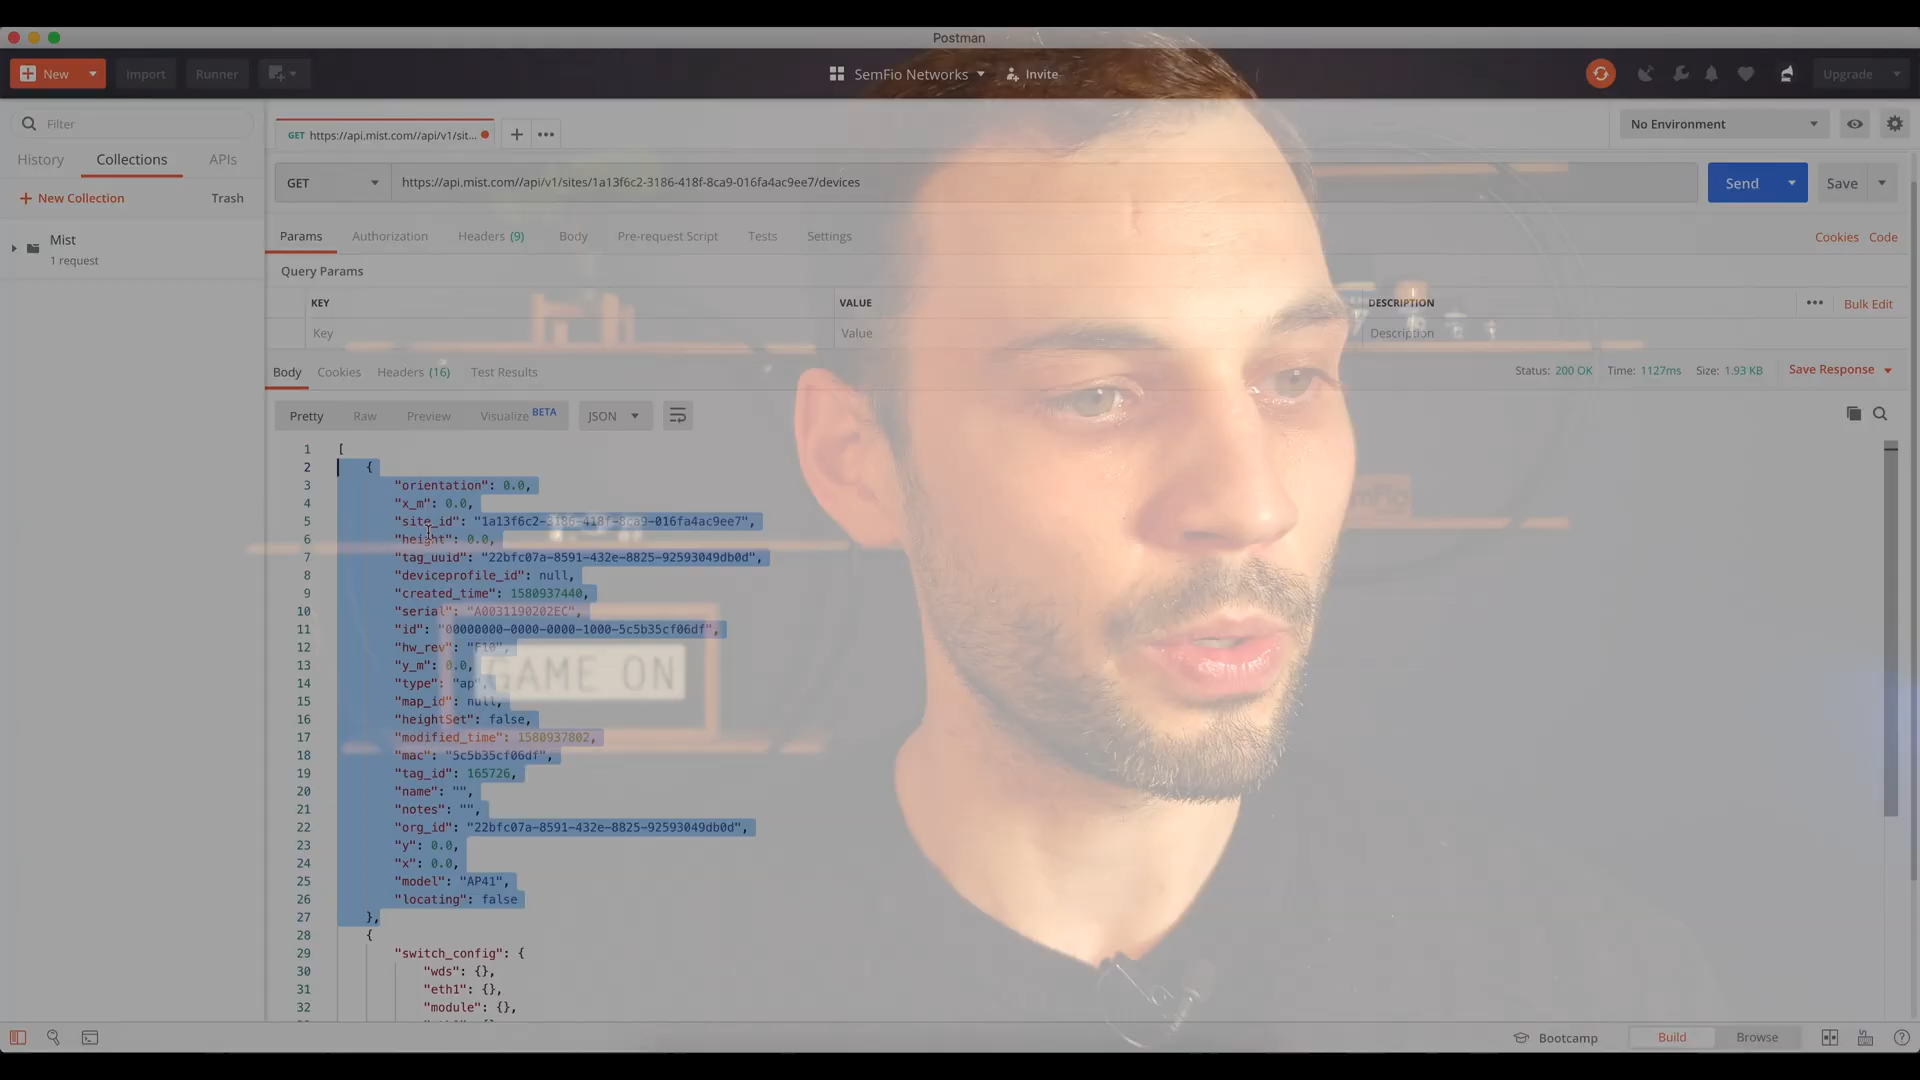 Postman
New
Import
Runner
SemFio Networks
Invite
Upgrade
Filter
GET https://api.mist.com//api/v1/sit...
No Environment
History
Collections
APIs
GET
https://api.mist.com//api/v1/sites/1a13f6c2-3186-418f-8ca9-016fa4ac9ee7/devices
Send
Save
+ New Collection
Trash
Mist
1 request
Params
Authorization
Headers (9)
Body
Pre-request Script
Tests
Settings
Cookies
Code
Query Params
KEY
VALUE
DESCRIPTION
Bulk Edit
Key
Value
Description
Body
Cookies
Headers (16)
Test Results
Status: 200 OK
Time: 1127ms
Size: 1.93 KB
Save Response
Pretty
Raw
Preview
Visualize BETA
JSON
1 [
2 {
3 "orientation": 0.0,
4 "x_m": 0.0,
5 "site_id": "1a13f6c2-3186-418f-8ca9-016fa4ac9ee7",
6 "height": 0.0,
7 "tag_uuid": "22bfc07a-8591-432e-8825-92593049db0d",
8 "deviceprofile_id": null,
9 "created_time": 1580937440,
10 "serial": "A0031190202EC",
11 "id": "00000000-0000-0000-1000-5c5b35cf06df",
12 "hw_rev": "F10",
13 "y_m": 0.0,
14 "type": "ap",
15 "map_id": null,
16 "heightSet": false,
17 "modified_time": 1580937802,
18 "mac": "5c5b35cf06df",
19 "tag_id": 165726,
20 "name": "",
21 "notes": "",
22 "org_id": "22bfc07a-8591-432e-8825-92593049db0d",
23 "y": 0.0,
24 "x": 0.0,
25 "model": "AP41",
26 "locating": false
27 },
28 {
29 "switch_config": {
30 "wds": {},
31 "eth1": {},
32 "module": {},
GAME ON
Bootcamp
Build
Browse